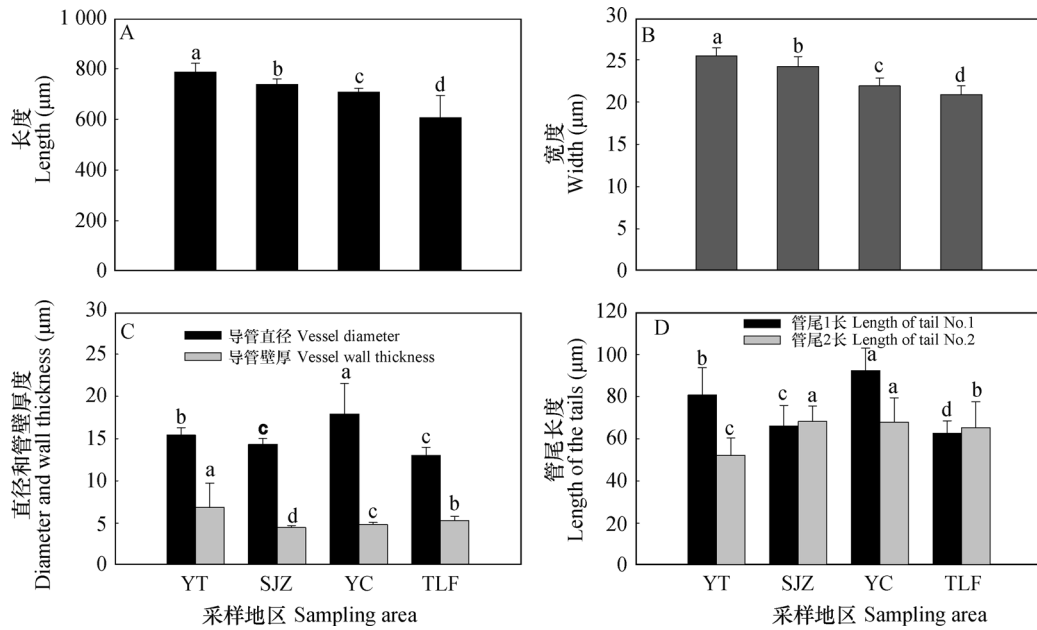 A
1 000
800
600
400
200
0
长度
Length (μm)
a
b
c
d
B
30
25
20
15
10
5
0
宽度
Width (μm)
a
b
c
d
C
30
25
20
15
10
5
0
直径和管壁厚度
Diameter and wall thickness (μm)
导管直径 Vessel diameter
导管壁厚 Vessel wall thickness
b
a
c
d
a
c
c
b
YT
SJZ
YC
TLF
采样地区 Sampling area
D
120
100
80
60
40
20
0
管尾长度
Length of the tails (μm)
管尾1长 Length of tail No.1
管尾2长 Length of tail No.2
b
c
c
a
a
a
d
b
YT
SJZ
YC
TLF
采样地区 Sampling area